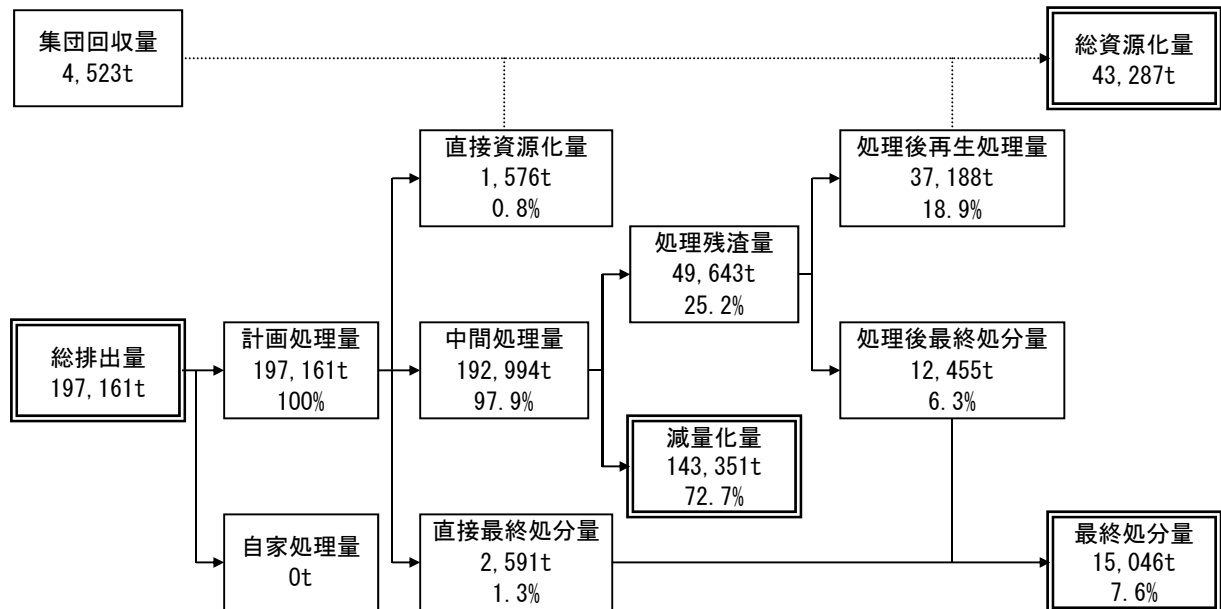 集団回収量
4,523t
総資源化量
43,287t
直接資源化量
1,576t
0.8%
処理後再生処理量
37,188t
18.9%
処理残渣量
49,643t
25.2%
総排出量
197,161t
計画処理量
197,161t
100%
中間処理量
192,994t
97.9%
処理後最終処分量
12,455t
6.3%
減量化量
143,351t
72.7%
自家処理量
0t
直接最終処分量
2,591t
1.3%
最終処分量
15,046t
7.6%